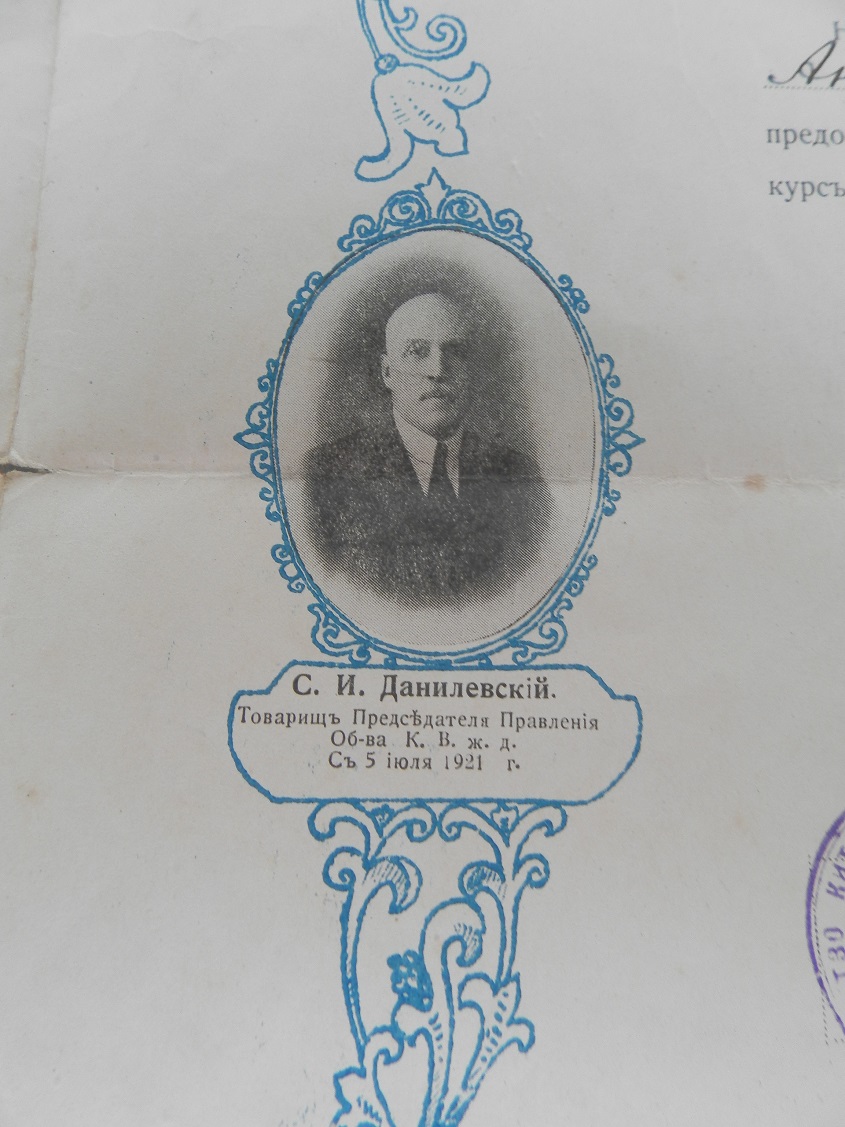 предо
курсъ
С. И. Данилевскій.
Товарищъ Предсѣдателя Правленія
Об-ва К. В. ж. д.
Съ 5 іюля 1921 г.